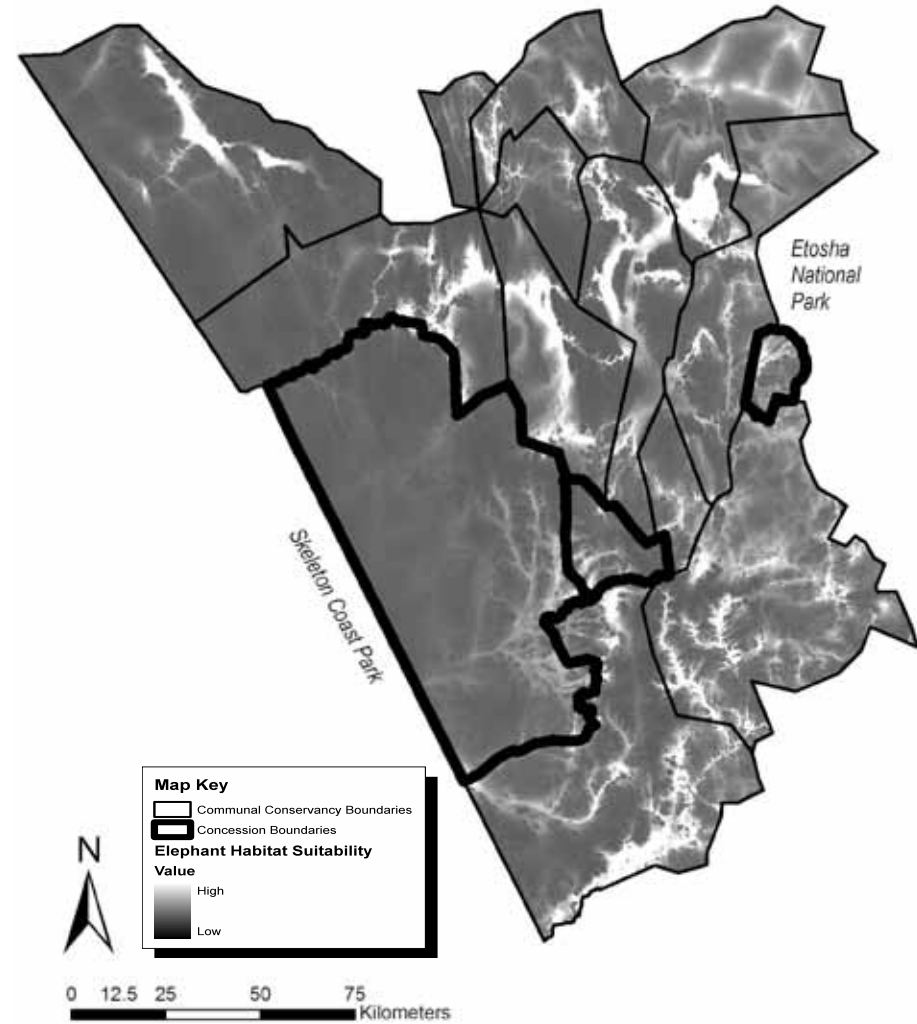 Etosha
National
Park
Skeleton Coast Park
Map Key
Communal Conservancy Boundaries
Concession Boundaries
Elephant Habitat Suitability
Value
High
Low
N
0 12.5 25 50 75
Kilometers